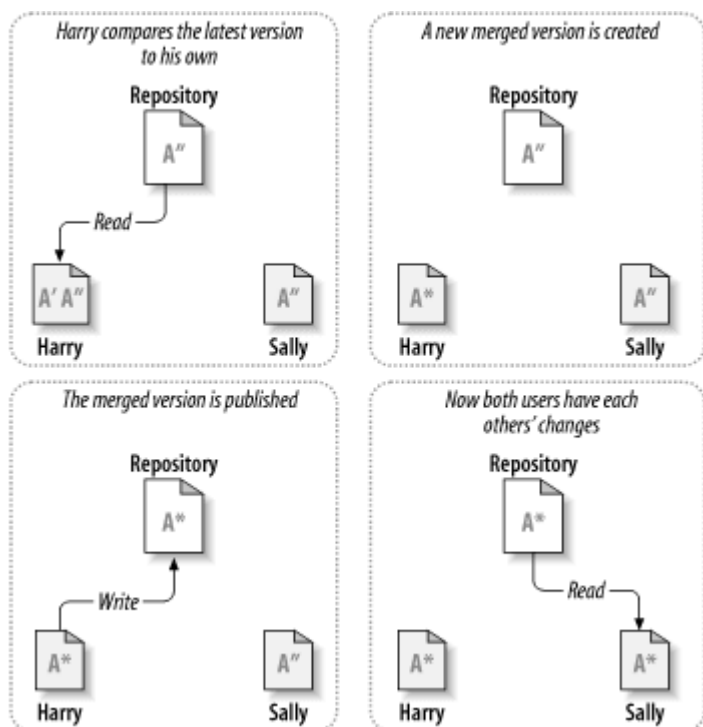 Harry compares the latest version
to his own
Repository
A″
Read
A′ A″
A″
Harry
Sally
A new merged version is created
Repository
A″
A*
A″
Harry
Sally
The merged version is published
Repository
A*
Write
A*
A″
Harry
Sally
Now both users have each
others’ changes
Repository
A*
Read
A*
A*
Harry
Sally